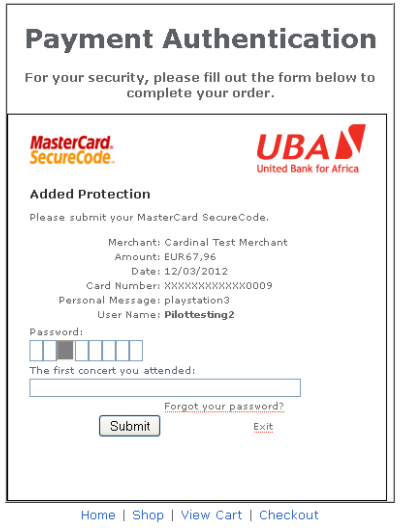 Payment Authentication
For your security, please fill out the form below to
complete your order.
MasterCard.
SecureCode.
UBA
United Bank for Africa
Added Protection
Please submit your MasterCard SecureCode.
Merchant: Cardinal Test Merchant
Amount: EUR67,96
Date: 12/03/2012
Card Number: XXXXXXXXXXXX0009
Personal Message: playstation3
User Name: Pilottesting2
Password:
The first concert you attended:
Forgot your password?
Submit Exit
Home | Shop | View Cart | Checkout